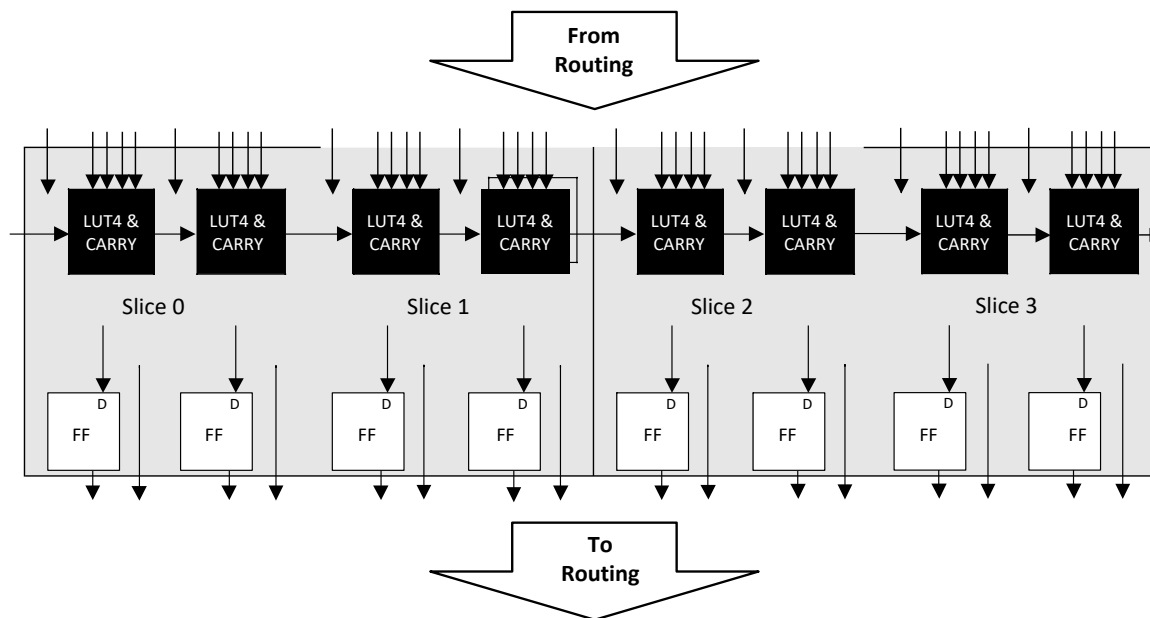 From
Routing
LUT4 &
CARRY
LUT4 &
CARRY
LUT4 &
CARRY
LUT4 &
CARRY
LUT4 &
CARRY
LUT4 &
CARRY
LUT4 &
CARRY
LUT4 &
CARRY
Slice 0
Slice 1
Slice 2
Slice 3
D
FF
D
FF
D
FF
D
FF
D
FF
D
FF
D
FF
D
FF
To
Routing